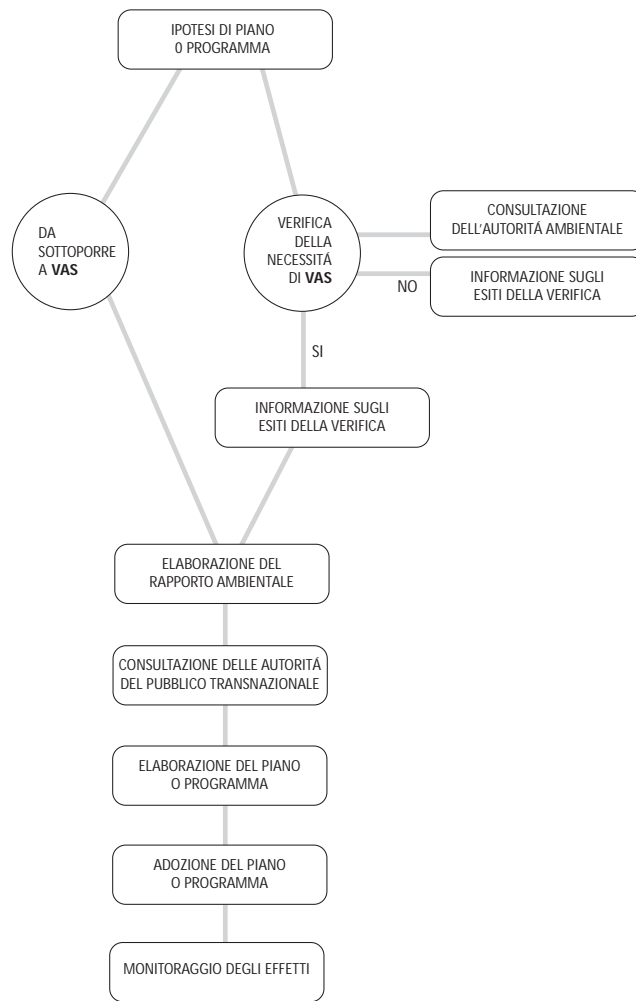 IPOTESI DI PIANO
0 PROGRAMMA
DA
SOTTOPORRE
A VAS
VERIFICA
DELLA
NECESSITÁ
DI VAS
CONSULTAZIONE
DELL'AUTORITÁ AMBIENTALE
NO
INFORMAZIONE SUGLI
ESITI DELLA VERIFICA
SI
INFORMAZIONE SUGLI
ESITI DELLA VERIFICA
ELABORAZIONE DEL
RAPPORTO AMBIENTALE
CONSULTAZIONE DELLE AUTORITÁ
DEL PUBBLICO TRANSNAZIONALE
ELABORAZIONE DEL PIANO
O PROGRAMMA
ADOZIONE DEL PIANO
O PROGRAMMA
MONITORAGGIO DEGLI EFFETTI